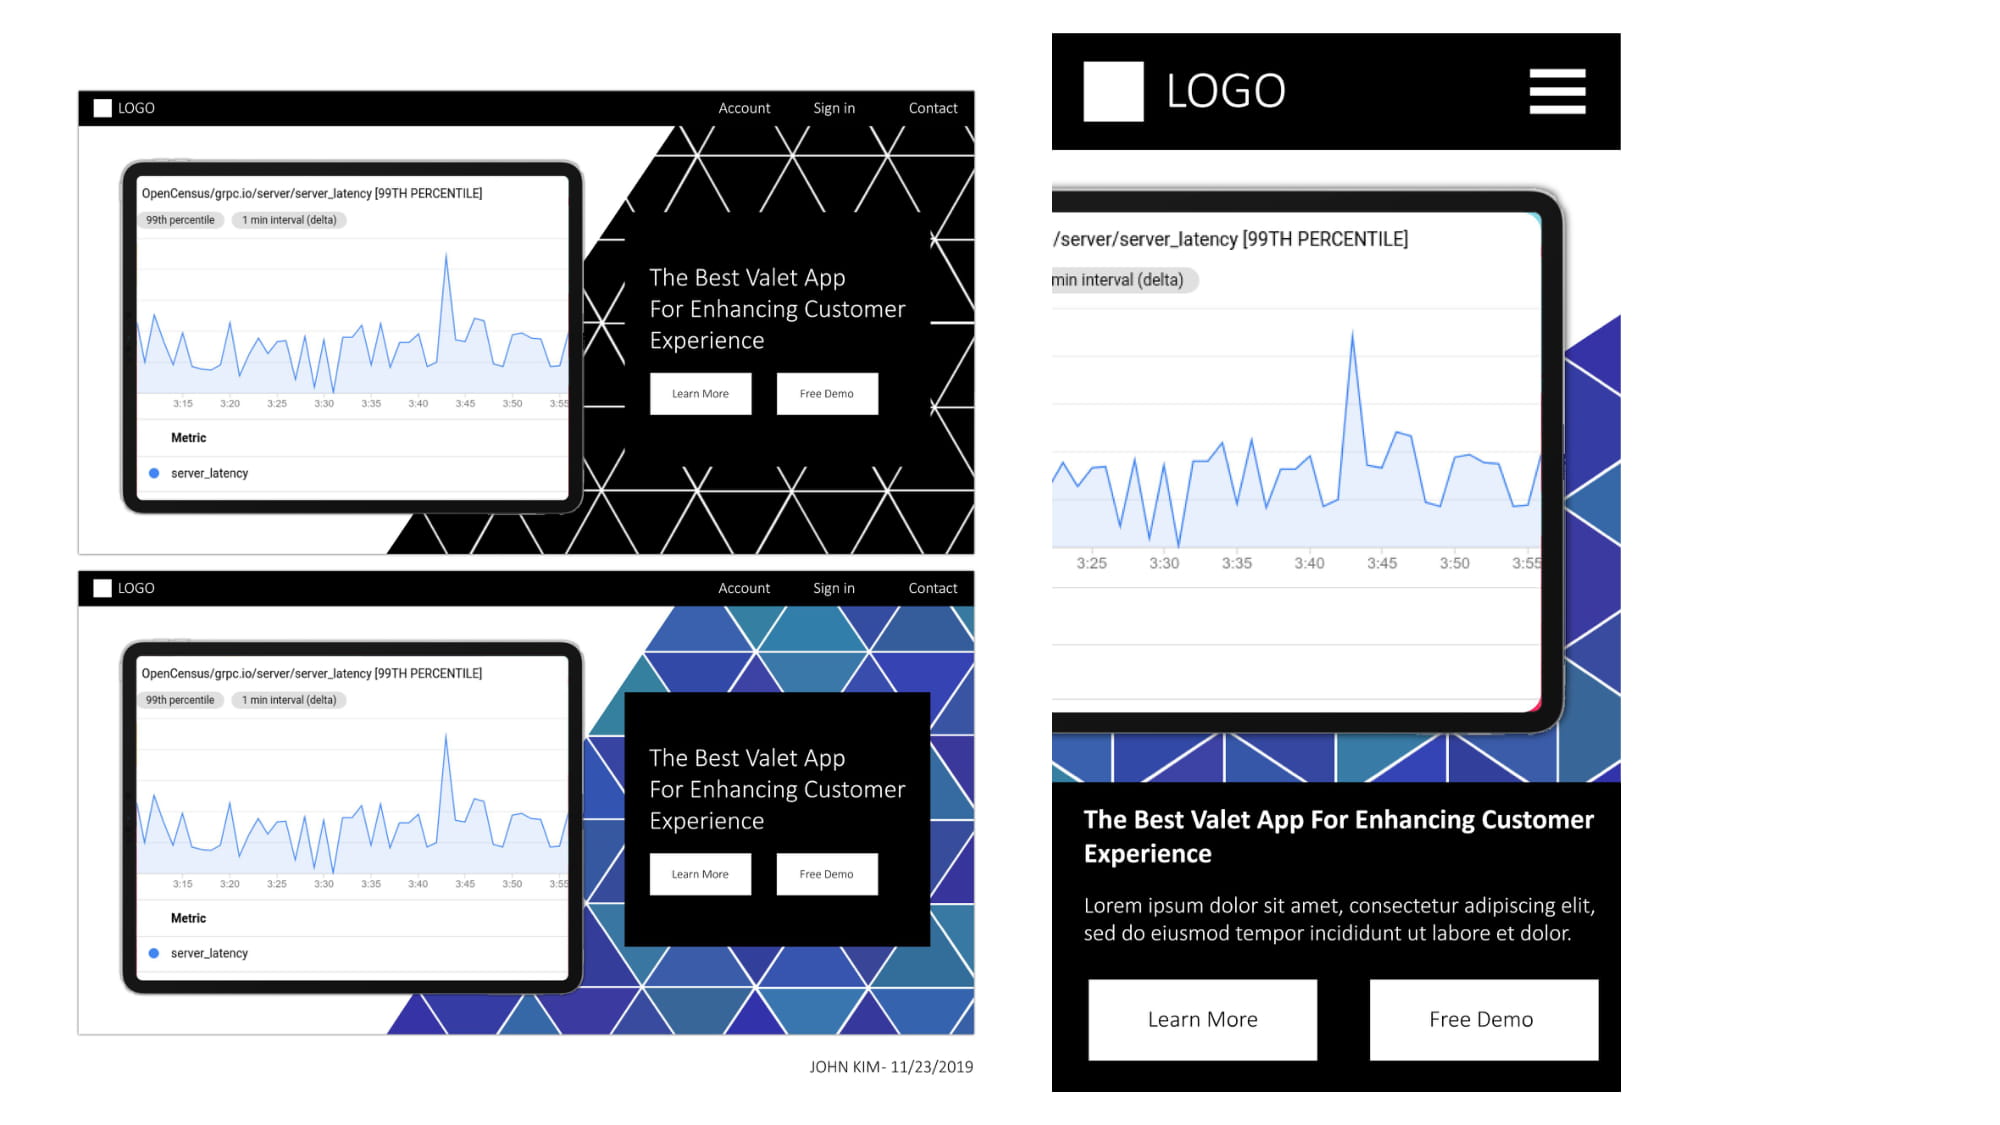 LOGO
Account Sign in Contact
OpenCensus/grpc.io/server/server_latency [99TH PERCENTILE]
99th percentile 1 min interval (delta)
3:15 3:20 3:25 3:30 3:35 3:40 3:45 3:50 3:55
Metric
server_latency
The Best Valet App
For Enhancing Customer
Experience
Learn More Free Demo
LOGO
Account Sign in Contact
OpenCensus/grpc.io/server/server_latency [99TH PERCENTILE]
99th percentile 1 min interval (delta)
3:15 3:20 3:25 3:30 3:35 3:40 3:45 3:50 3:55
Metric
server_latency
The Best Valet App
For Enhancing Customer
Experience
Learn More Free Demo
JOHN KIM- 11/23/2019
LOGO
/server/server_latency [99TH PERCENTILE]
min interval (delta)
3:25 3:30 3:35 3:40 3:45 3:50 3:55
The Best Valet App For Enhancing Customer
Experience
Lorem ipsum dolor sit amet, consectetur adipiscing elit,
sed do eiusmod tempor incididunt ut labore et dolor.
Learn More Free Demo